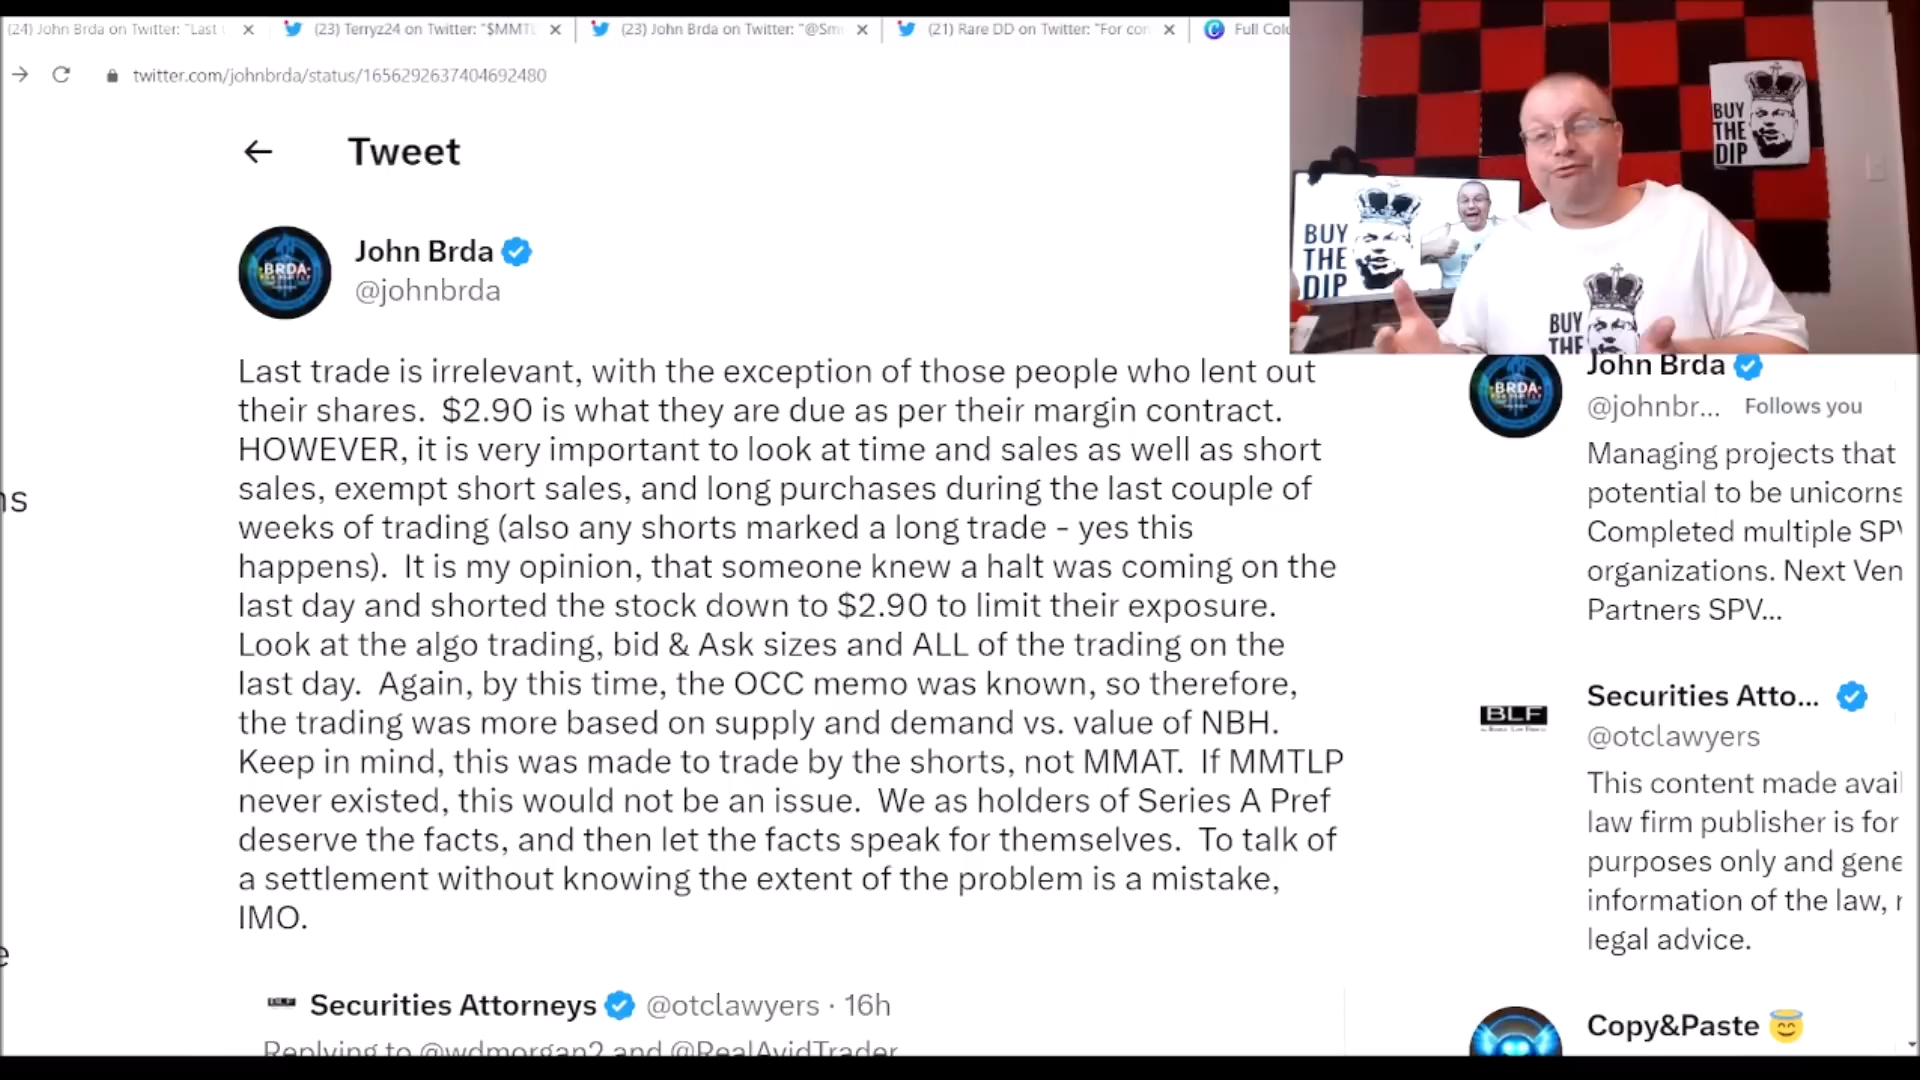 (24) John Brda on Twitter: "Last
(23) Terryz24 on Twitter: "$MMTL
(23) John Brda on Twitter: "@Sm
(21) Rare DD on Twitter: "For con
Full Colo
twitter.com/johnbrda/status/1656292637404692480
Tweet
John Brda
@johnbrda
BRDA
Last trade is irrelevant, with the exception of those people who lent out
their shares. $2.90 is what they are due as per their margin contract.
HOWEVER, it is very important to look at time and sales as well as short
sales, exempt short sales, and long purchases during the last couple of
weeks of trading (also any shorts marked a long trade - yes this
happens). It is my opinion, that someone knew a halt was coming on the
last day and shorted the stock down to $2.90 to limit their exposure.
Look at the algo trading, bid & Ask sizes and ALL of the trading on the
last day. Again, by this time, the OCC memo was known, so therefore,
the trading was more based on supply and demand vs. value of NBH.
Keep in mind, this was made to trade by the shorts, not MMAT. If MMTLP
never existed, this would not be an issue. We as holders of Series A Pref
deserve the facts, and then let the facts speak for themselves. To talk of
a settlement without knowing the extent of the problem is a mistake,
IMO.
BLF Securities Attorneys @otclawyers · 16h
Replying to @wdmorgan2 and @RealAvidTrader
BUY
THE
DIP
BUY
THE
DIP
BUY
THE
John Brda
@johnbr... Follows you
BRDA
Managing projects that
potential to be unicorns
Completed multiple SPV
organizations. Next Ven
Partners SPV...
BLF
Securities Atto...
@otclawyers
This content made avail
law firm publisher is for
purposes only and gene
information of the law, r
legal advice.
Copy&Paste 😇